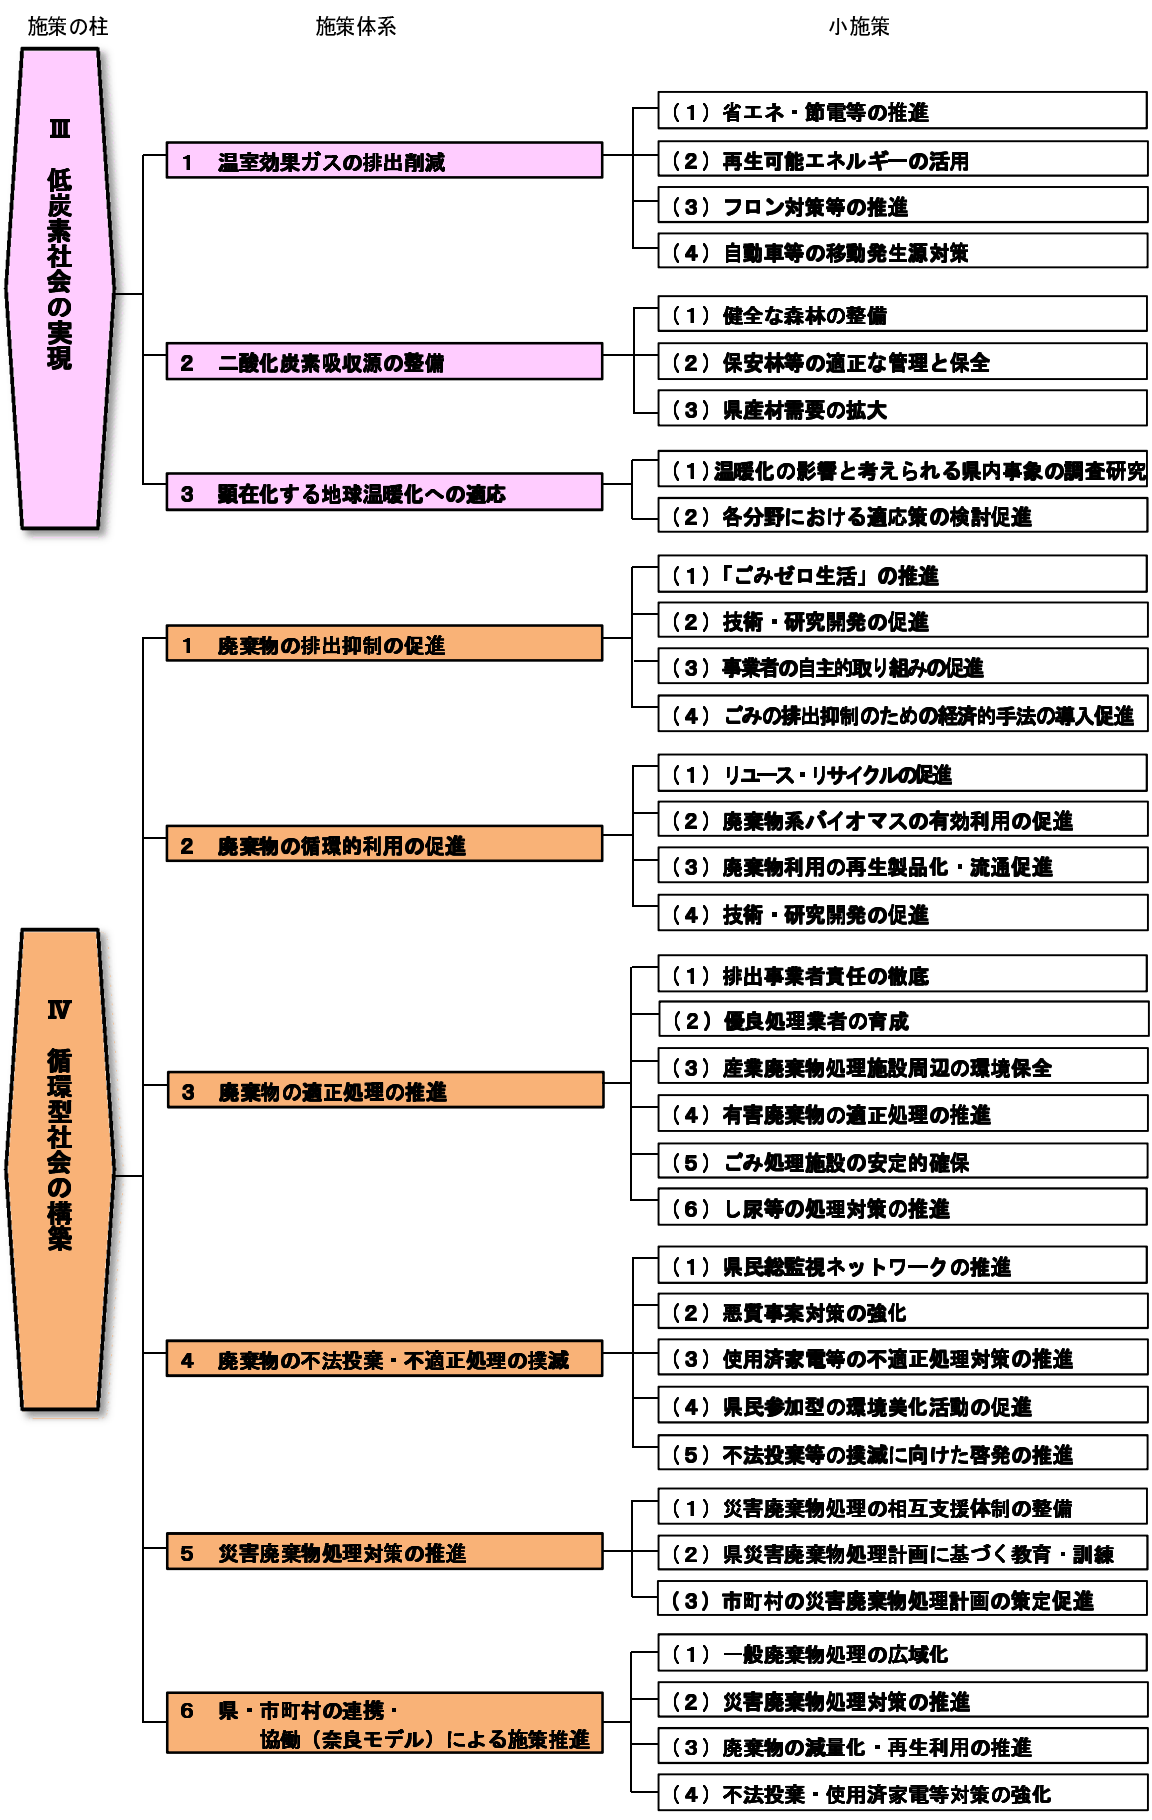 施策の柱
施策体系
小施策
Ⅲ 低炭素社会の実現
1 温室効果ガスの排出削減
（1）省エネ・節電等の推進
（2）再生可能エネルギーの活用
（3）フロン対策等の推進
（4）自動車等の移動発生源対策
2 二酸化炭素吸収源の整備
（1）健全な森林の整備
（2）保安林等の適正な管理と保全
（3）県産材需要の拡大
3 顕在化する地球温暖化への適応
（1）温暖化の影響と考えられる県内事象の調査研究
（2）各分野における適応策の検討促進
Ⅳ 循環型社会の構築
1 廃棄物の排出抑制の促進
（1）「ごみゼロ生活」の推進
（2）技術・研究開発の促進
（3）事業者の自主的取り組みの促進
（4）ごみの排出抑制のための経済的手法の導入促進
2 廃棄物の循環的利用の促進
（1）リユース・リサイクルの促進
（2）廃棄物系バイオマスの有効利用の促進
（3）廃棄物利用の再生製品化・流通促進
（4）技術・研究開発の促進
3 廃棄物の適正処理の推進
（1）排出事業者責任の徹底
（2）優良処理業者の育成
（3）産業廃棄物処理施設周辺の環境保全
（4）有害廃棄物の適正処理の推進
（5）ごみ処理施設の安定的確保
（6）し尿等の処理対策の推進
4 廃棄物の不法投棄・不適正処理の撲滅
（1）県民総監視ネットワークの推進
（2）悪質事案対策の強化
（3）使用済家電等の不適正処理対策の推進
（4）県民参加型の環境美化活動の促進
（5）不法投棄等の撲滅に向けた啓発の推進
5 災害廃棄物処理対策の推進
（1）災害廃棄物処理の相互支援体制の整備
（2）県災害廃棄物処理計画に基づく教育・訓練
（3）市町村の災害廃棄物処理計画の策定促進
6 県・市町村の連携・
協働（奈良モデル）による施策推進
（1）一般廃棄物処理の広域化
（2）災害廃棄物処理対策の推進
（3）廃棄物の減量化・再生利用の推進
（4）不法投棄・使用済家電等対策の強化